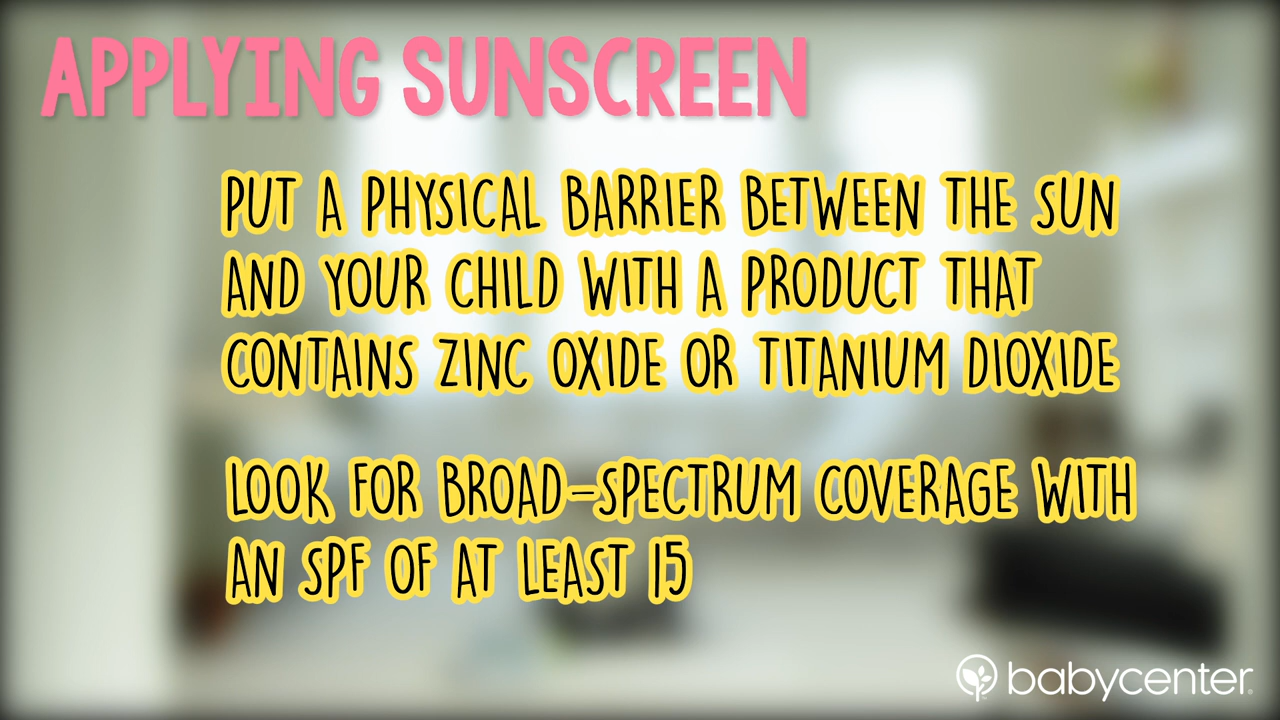 APPLYING SUNSCREEN
PUT A PHYSICAL BARRIER BETWEEN THE SUN
AND YOUR CHILD WITH A PRODUCT THAT
CONTAINS ZINC OXIDE OR TITANIUM DIOXIDE
LOOK FOR BROAD-SPECTRUM COVERAGE WITH
AN SPF OF AT LEAST 15
babycenter